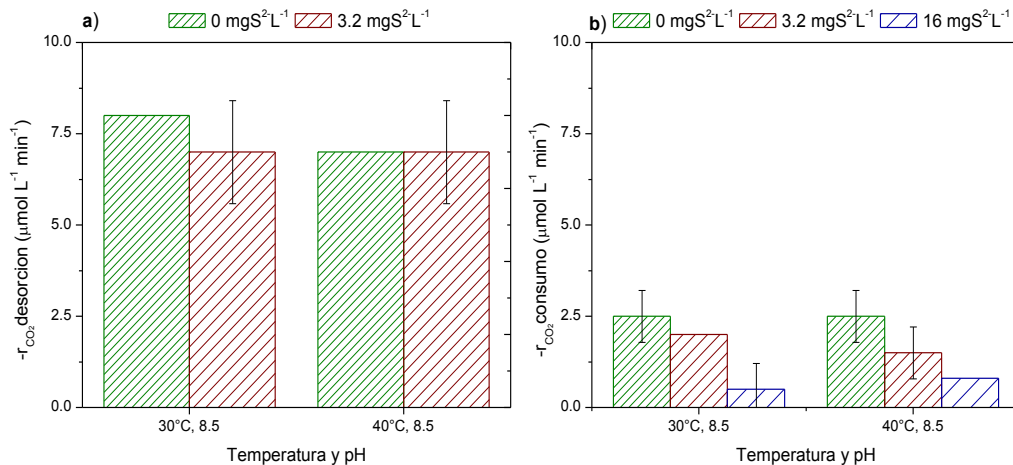 a)
0 mgS²L⁻¹ 3.2 mgS²L⁻¹
10.0
7.5
5.0
2.5
0.0
-r_CO₂ desorcion (μmol L⁻¹ min⁻¹)
30°C, 8.5 40°C, 8.5
Temperatura y pH
b)
0 mgS²L⁻¹ 3.2 mgS²L⁻¹ 16 mgS²L⁻¹
10.0
7.5
5.0
2.5
0.0
-r_CO₂ consumo (μmol L⁻¹ min⁻¹)
30°C, 8.5 40°C, 8.5
Temperatura y pH